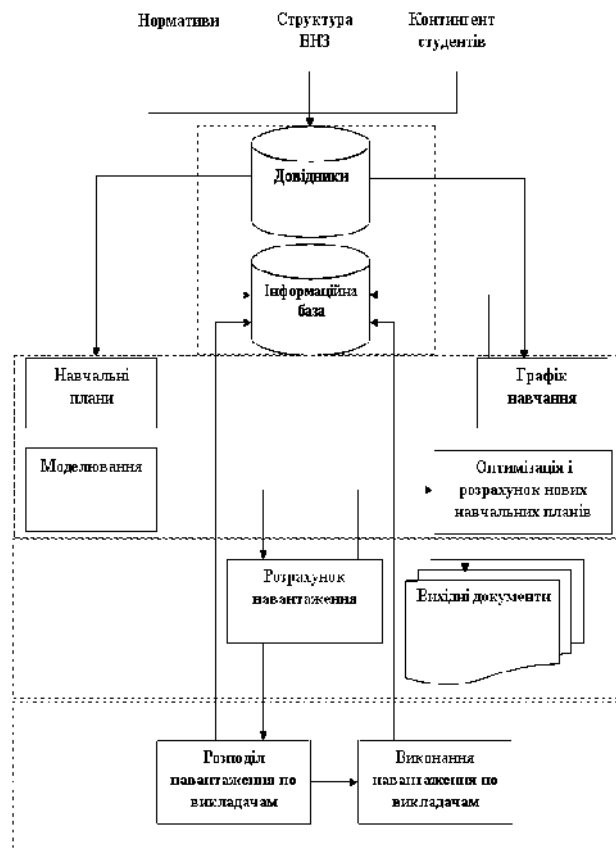 Нормативи
Структура
ВНЗ
Контингент
студентів
Довідники
Інформаційна
база
Навчальні
плани
Графік
навчання
Моделювання
Оптимізація і
розрахунок нових
навчальних планів
Розрахунок
навантаження
Вихідні документи
Розподіл
навантаження по
викладачам
Виконання
навантаження по
викладачам